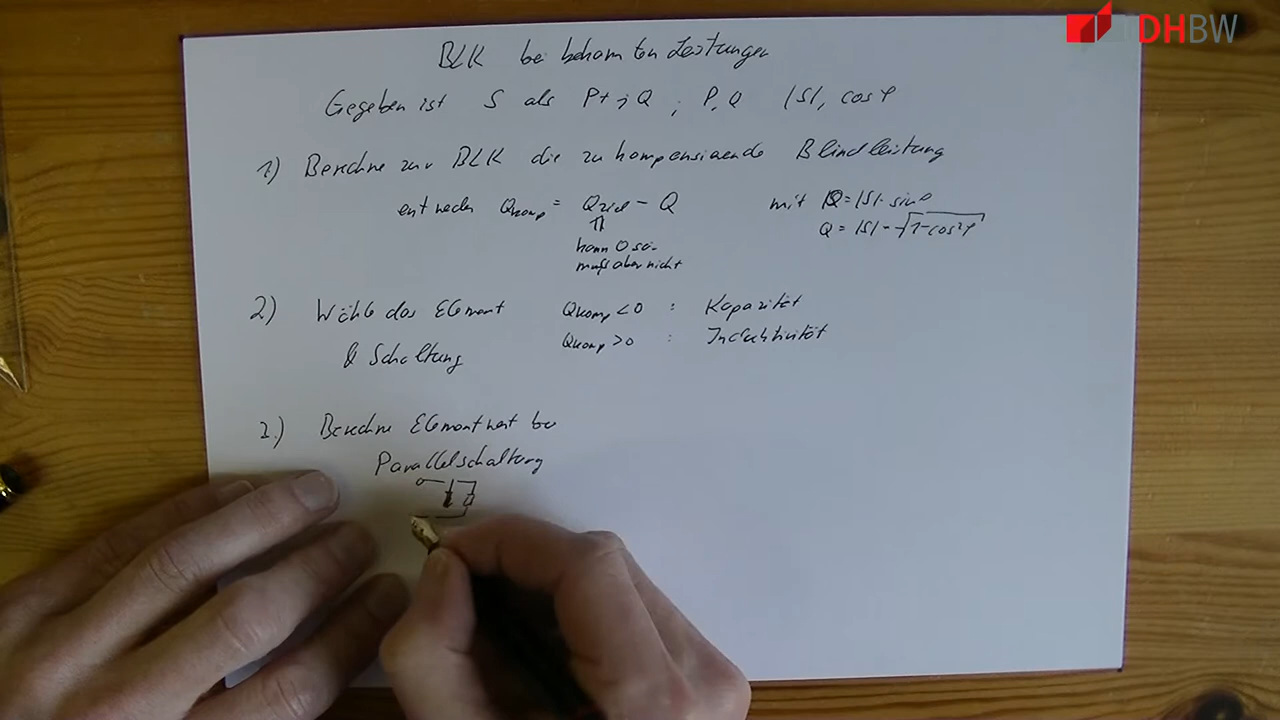 DHBW
BLK bei bekannten Leistungen
Gegeben ist S als P+jQ ; P, Q |S|, cos φ
1) Berechne zur BLK die zu kompensierende Blindleistung
entweder Qkomp = Qziel - Q mit Q = |S|· sin φ
⇑ Q = |S| · √1-cos²φ
kann 0 sein
muß aber nicht
2) Wähle das Element Qkomp < 0 : Kapazität
& Schaltung Qkomp > 0 : Induktivität
3.) Berechne Elementwert bei
Parallelschaltung